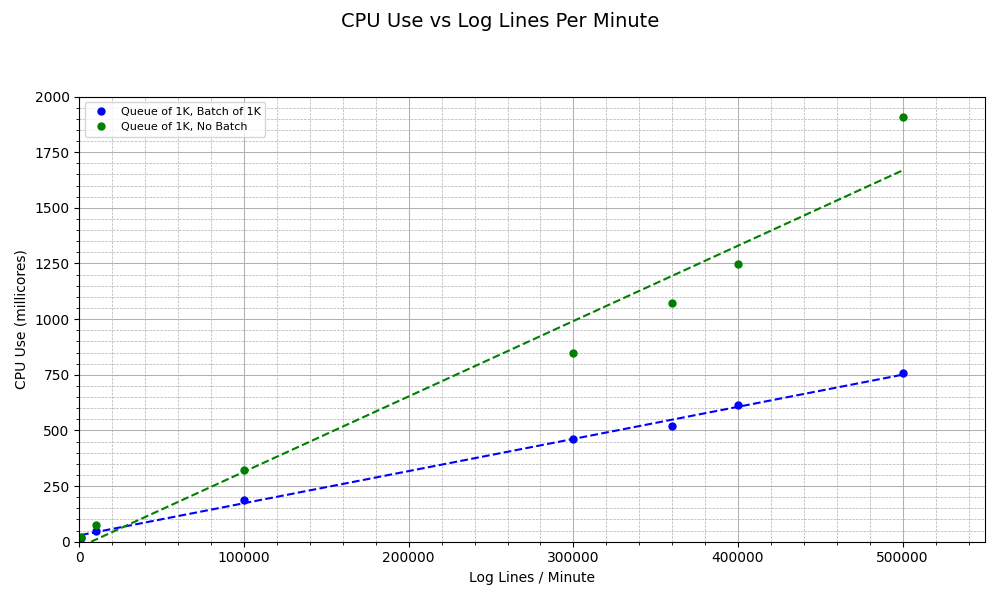 CPU Use vs Log Lines Per Minute
Queue of 1K, Batch of 1K
Queue of 1K, No Batch
2000
1750
1500
1250
1000
750
500
250
0
CPU Use (millicores)
0 100000 200000 300000 400000 500000
Log Lines / Minute